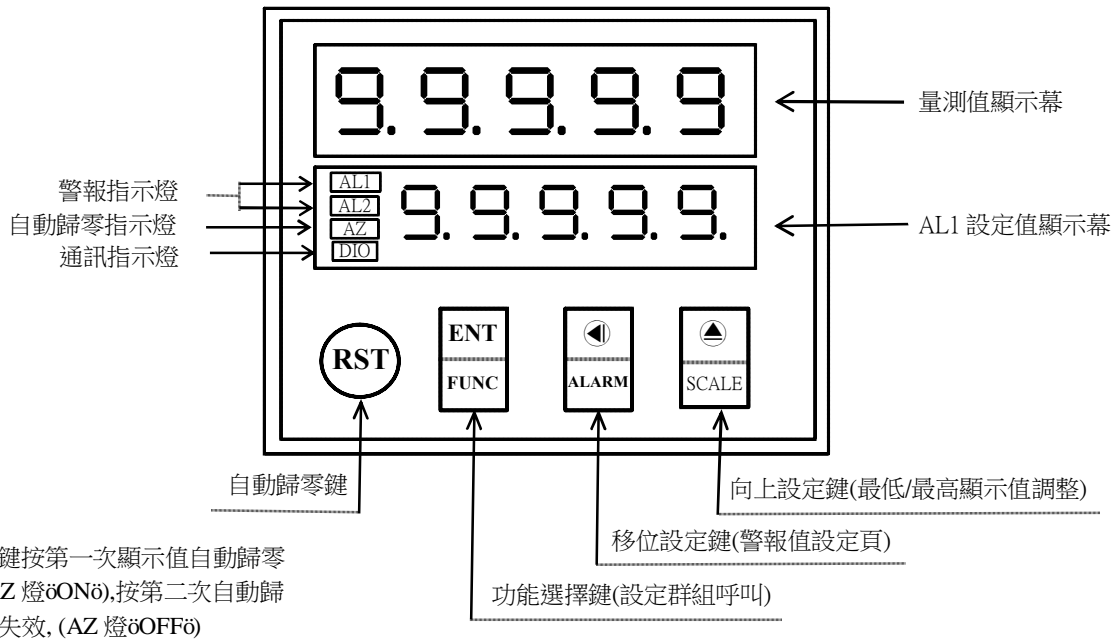 9.9.9.9.9
量測值顯示幕
警報指示燈
AL1
AL2
自動歸零指示燈
AZ
通訊指示燈
DIO
9.9.9.9.9.
AL1 設定值顯示幕
RST
ENT
FUNC
ALARM
SCALE
自動歸零鍵
向上設定鍵(最低/最高顯示值調整)
移位設定鍵(警報值設定頁)
功能選擇鍵(設定群組呼叫)
鍵按第一次顯示值自動歸零
Z 燈öONö),按第二次自動歸
失效, (AZ 燈öOFFö)